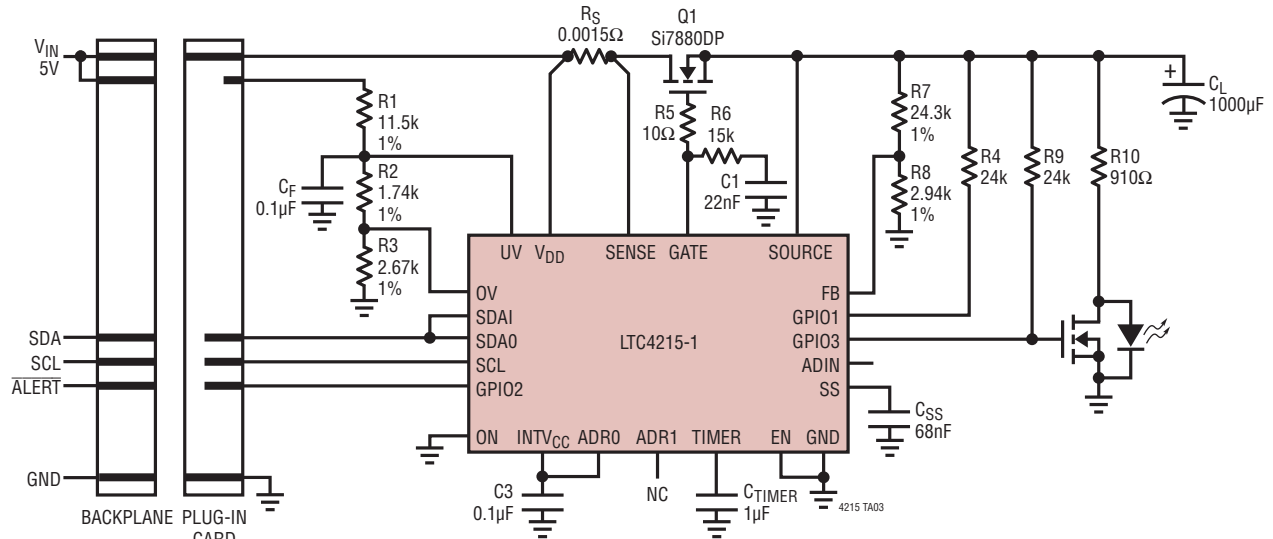 V_IN
5V
R_S
0.0015Ω
Q1
Si7880DP
R1
11.5k
1%
R2
1.74k
1%
R3
2.67k
1%
C_F
0.1µF
R5
10Ω
R6
15k
C1
22nF
R7
24.3k
1%
R8
2.94k
1%
R4
24k
R9
24k
R10
910Ω
+
C_L
1000µF
UV
V_DD
SENSE
GATE
SOURCE
OV
SDAI
SDA0
SCL
GPIO2
ON
LTC4215-1
FB
GPIO1
GPIO3
ADIN
SS
INTV_CC
ADR0
ADR1
TIMER
EN
GND
SDA
SCL
ALERT
GND
BACKPLANE
PLUG-IN
CARD
C3
0.1µF
NC
C_TIMER
1µF
C_SS
68nF
4215 TA03